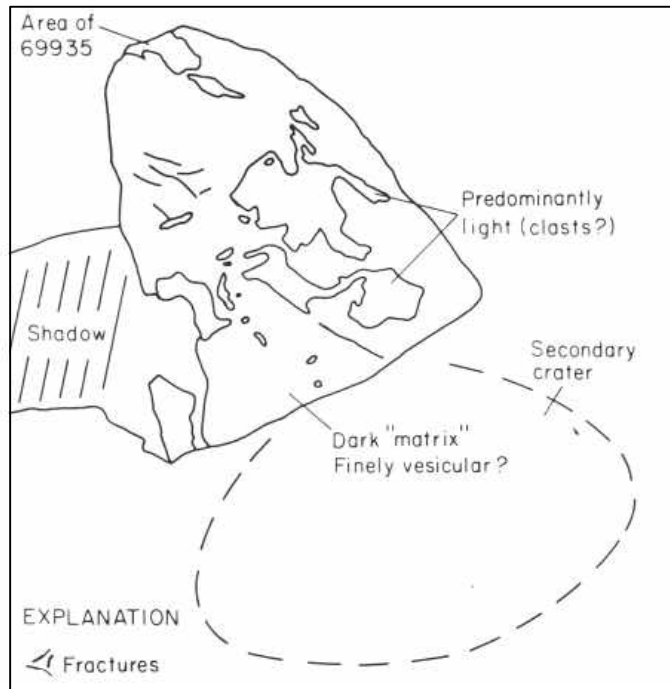 Area of
69935
Predominantly
light (clasts?)
Shadow
Secondary
crater
Dark "matrix"
Finely vesicular?
EXPLANATION
Fractures